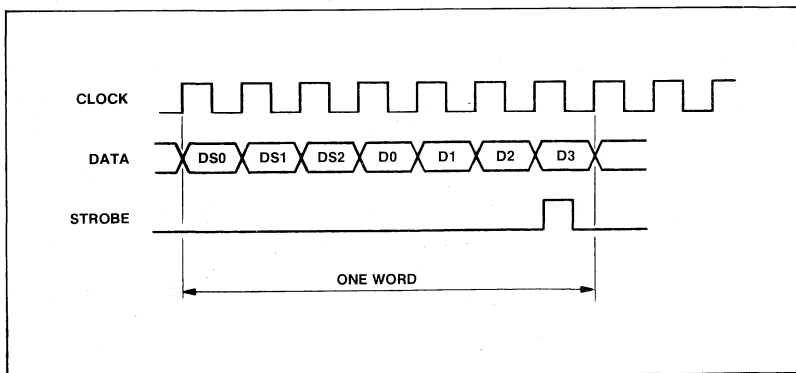 CLOCK
DATA DS0 DS1 DS2 D0 D1 D2 D3
STROBE
ONE WORD